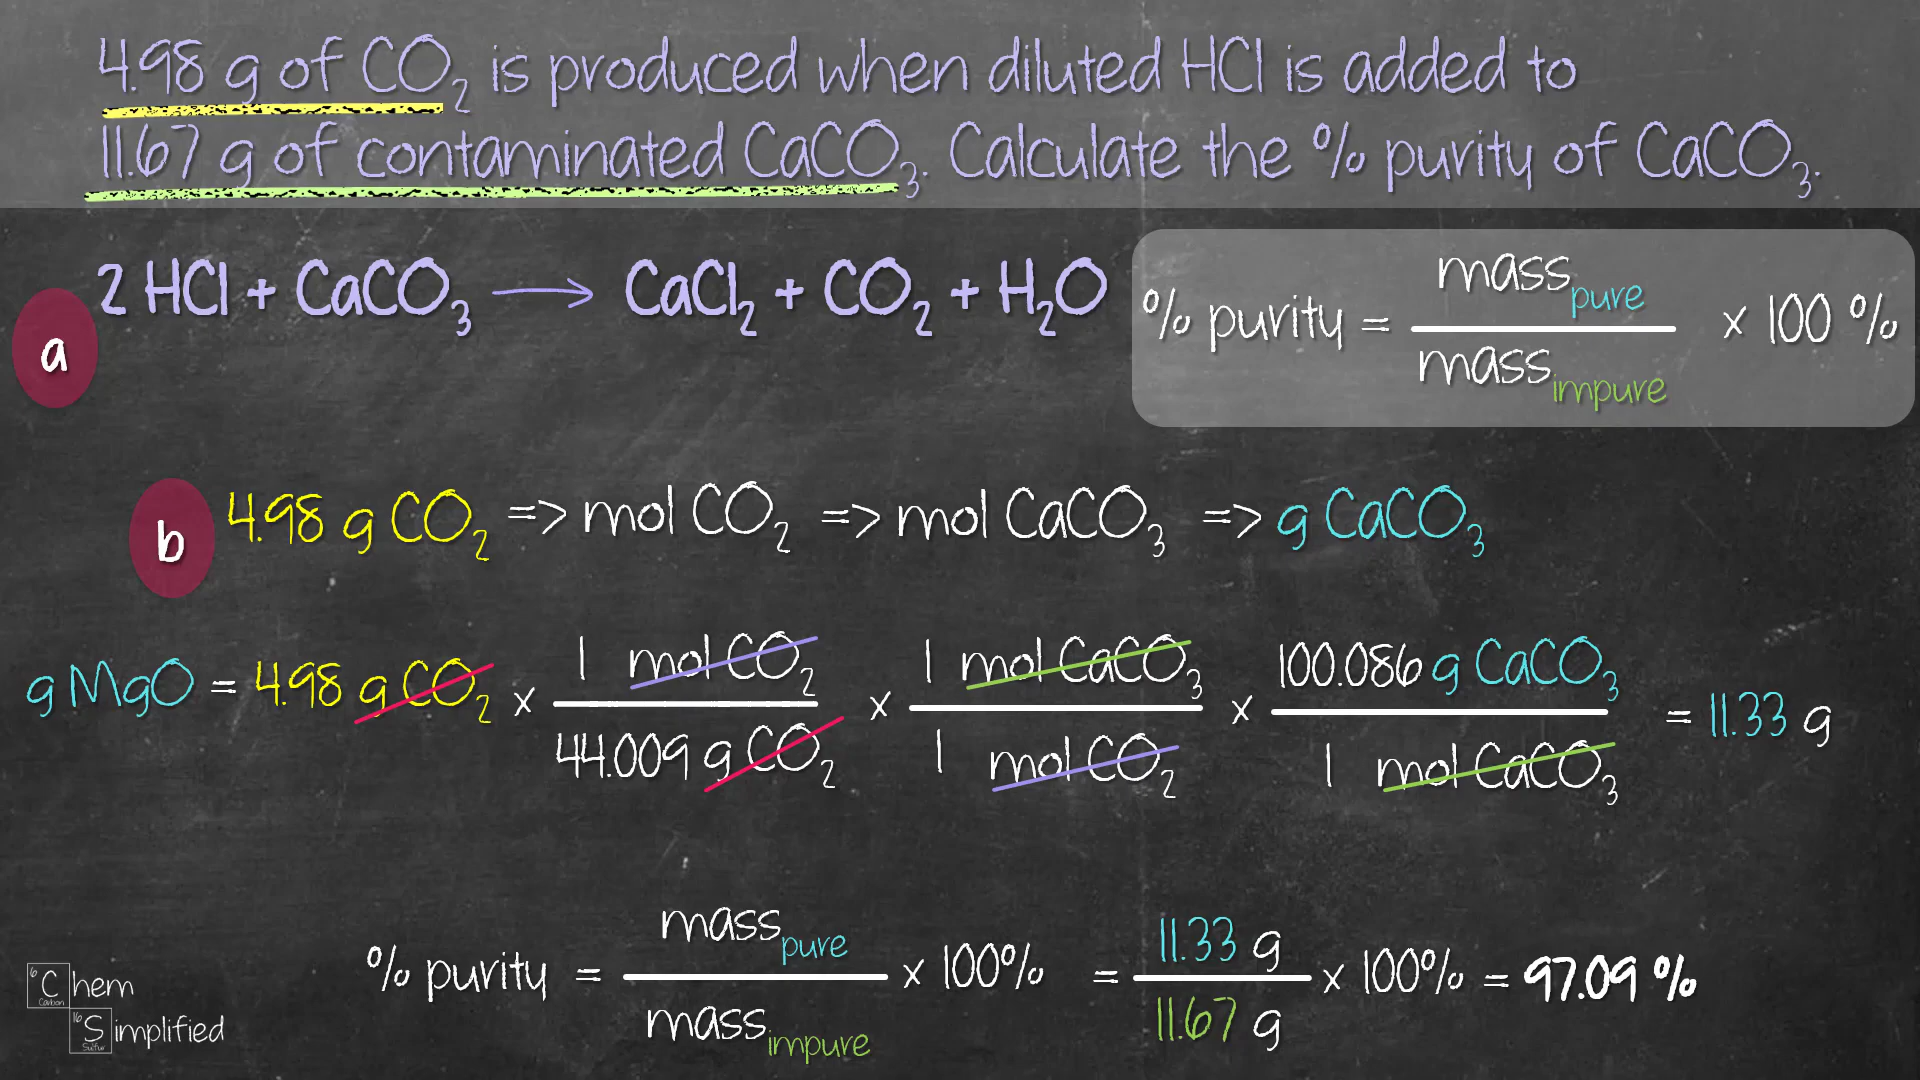 4.98 g of CO₂ is produced when diluted HCl is added to
11.67 g of contaminated CaCO₃. Calculate the % purity of CaCO₃.
a
2 HCl + CaCO₃ → CaCl₂ + CO₂ + H₂O
% purity = mass pure / mass impure x 100 %
b
4.98 g CO₂ => mol CO₂ => mol CaCO₃ => g CaCO₃
g MgO = 4.98 g CO₂ x 1 mol CO₂ / 44.009 g CO₂ x 1 mol CaCO₃ / 1 mol CO₂ x 100.086 g CaCO₃ / 1 mol CaCO₃ = 11.33 g
% purity = mass pure / mass impure x 100% = 11.33 g / 11.67 g x 100% = 97.09 %
6 Chem
Carbon
16 Simplified
Sulfur